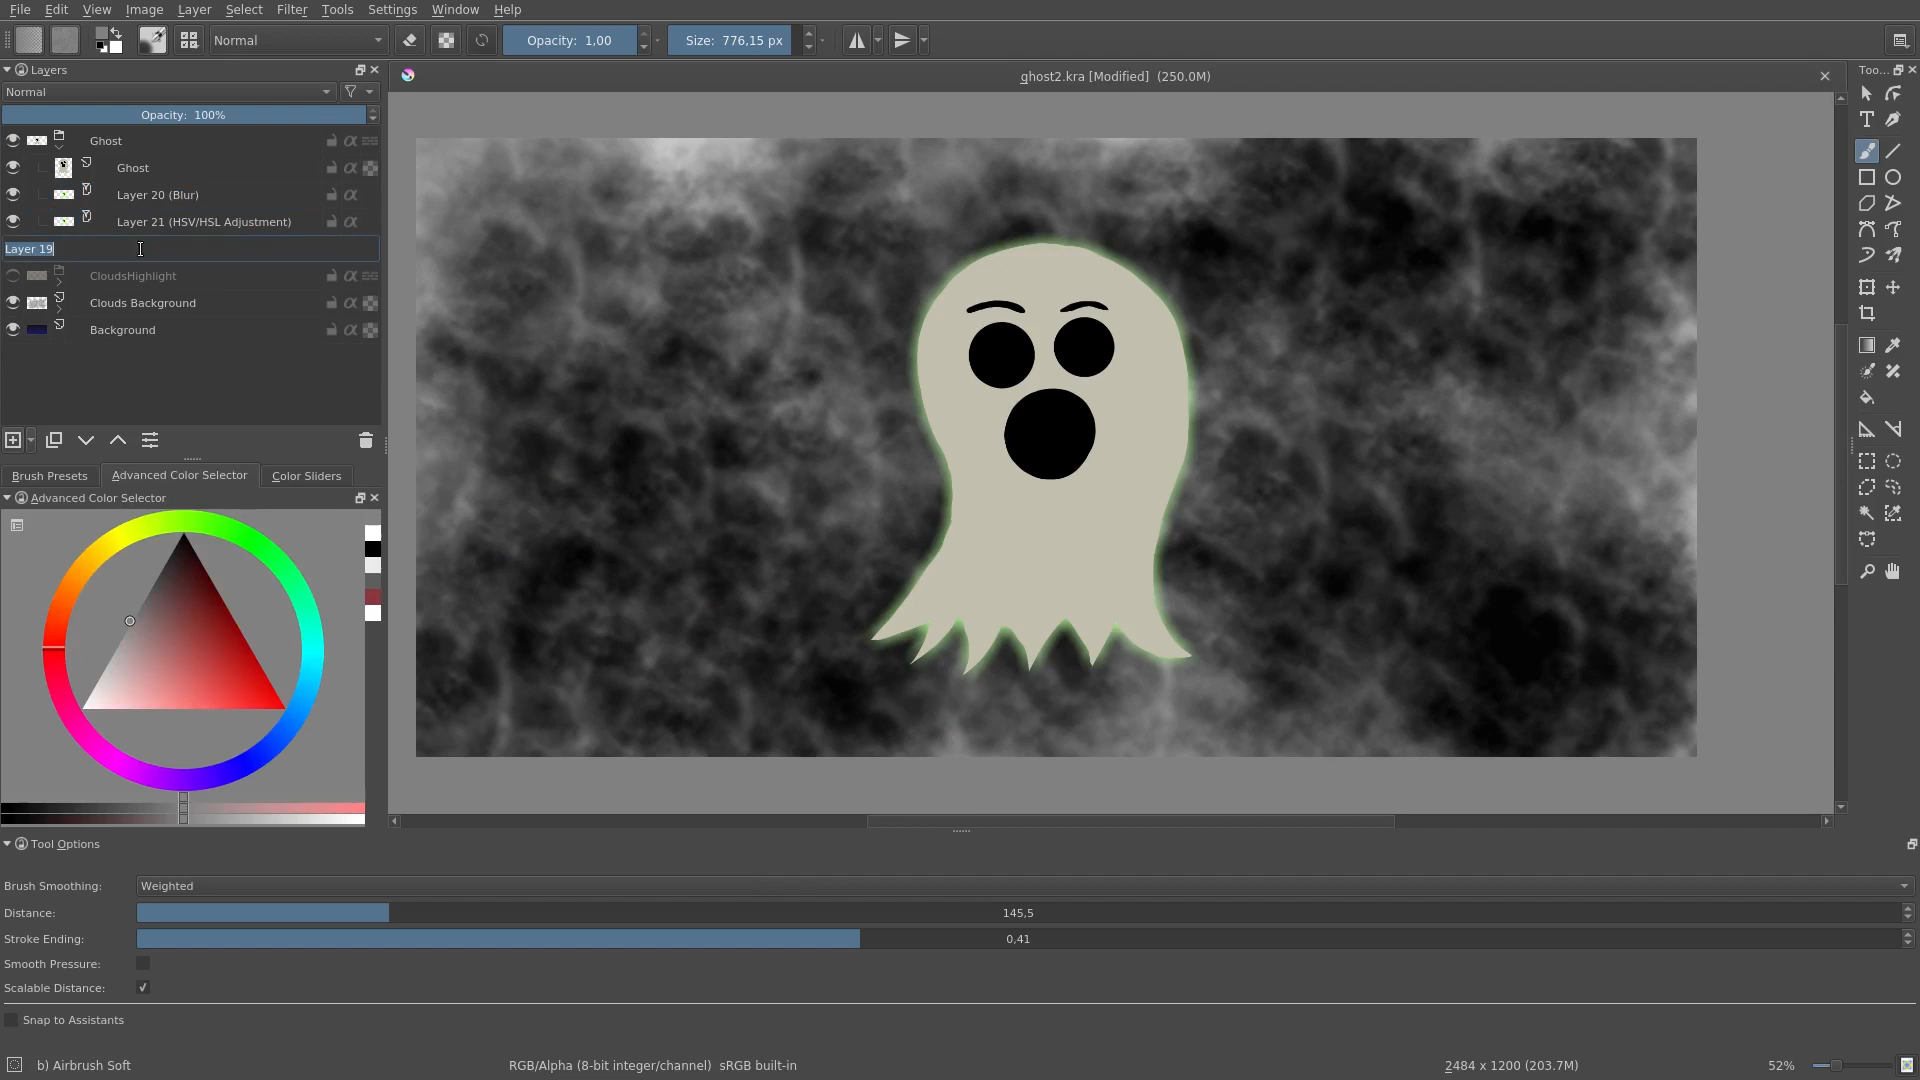 File Edit View Image Layer Select Filter Tools Settings Window Help
Normal Opacity: 1,00 Size: 776,15 px
Layers
ghost2.kra [Modified] (250.0M)
Too...
Normal
Opacity: 100%
Ghost
Ghost
Layer 20 (Blur)
Layer 21 (HSV/HSL Adjustment)
Layer 19
CloudsHighlight
Clouds Background
Background
Brush Presets Advanced Color Selector Color Sliders
Advanced Color Selector
Tool Options
Brush Smoothing: Weighted
Distance: 145,5
Stroke Ending: 0,41
Smooth Pressure:
Scalable Distance:
Snap to Assistants
b) Airbrush Soft RGB/Alpha (8-bit integer/channel) sRGB built-in 2484 x 1200 (203.7M) 52%